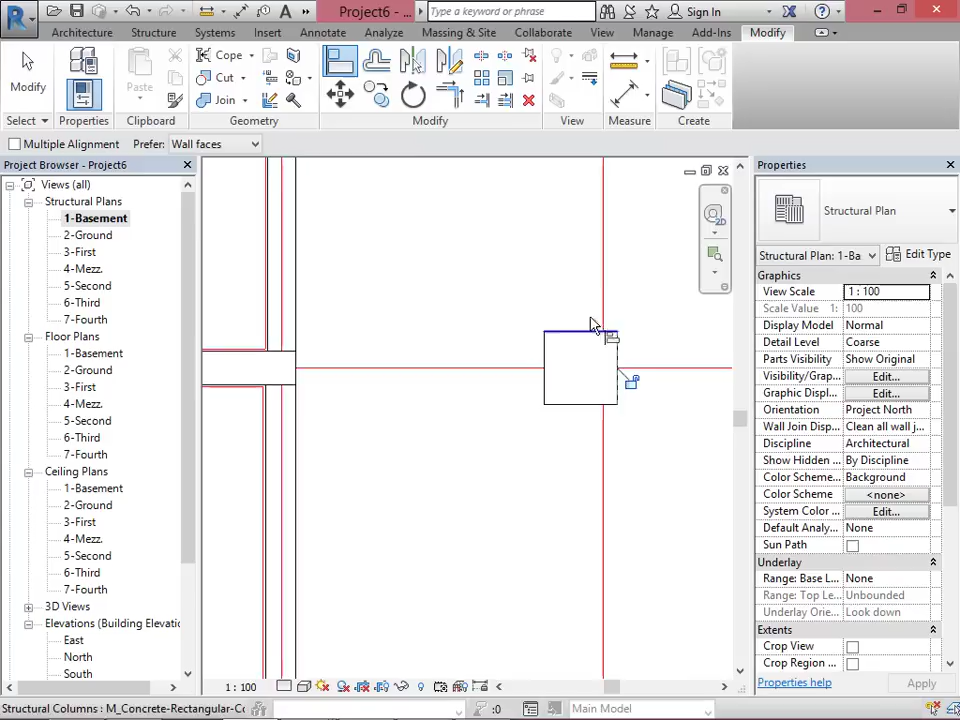 Project6 - ...
Type a keyword or phrase
Sign In
Architecture Structure Systems Insert Annotate Analyze Massing & Site Collaborate View Manage Add-Ins Modify
Modify Paste Cope Cut Join
Select Properties Clipboard Geometry Modify View Measure Create
Multiple Alignment Prefer: Wall faces
Project Browser - Project6
Views (all)
Structural Plans
1-Basement
2-Ground
3-First
4-Mezz.
5-Second
6-Third
7-Fourth
Floor Plans
1-Basement
2-Ground
3-First
4-Mezz.
5-Second
6-Third
7-Fourth
Ceiling Plans
1-Basement
2-Ground
3-First
4-Mezz.
5-Second
6-Third
7-Fourth
3D Views
Elevations (Building Elevatio
East
North
South
2D
Properties
Structural Plan
Structural Plan: 1-Ba Edit Type
Graphics
View Scale 1 : 100
Scale Value 1: 100
Display Model Normal
Detail Level Coarse
Parts Visibility Show Original
Visibility/Grap... Edit...
Graphic Displ... Edit...
Orientation Project North
Wall Join Disp... Clean all wall j...
Discipline Architectural
Show Hidden ... By Discipline
Color Scheme... Background
Color Scheme <none>
System Color ... Edit...
Default Analy... None
Sun Path
Underlay
Range: Base L... None
Range: Top Le... Unbounded
Underlay Orie... Look down
Extents
Crop View
Crop Region ...
Properties help Apply
1 : 100
Structural Columns : M_Concrete-Rectangular-Co :0 Main Model